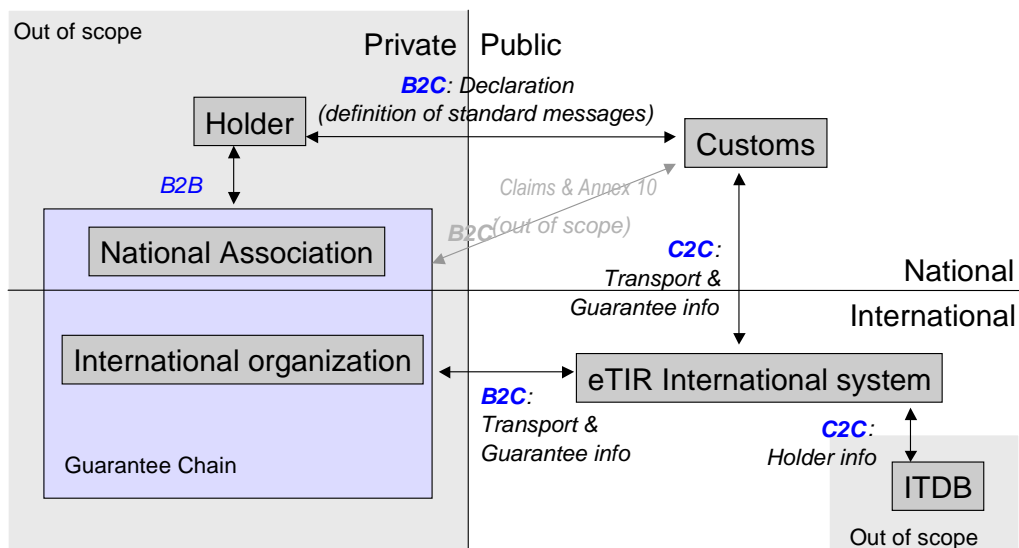 Out of scope
Private
Public
B2C: Declaration
(definition of standard messages)
Holder
Customs
B2B
Claims & Annex 10
B2C (out of scope)
National Association
C2C:
Transport &
Guarantee info
National
International
International organization
eTIR International system
B2C:
Transport &
Guarantee info
C2C:
Holder info
Guarantee Chain
ITDB
Out of scope